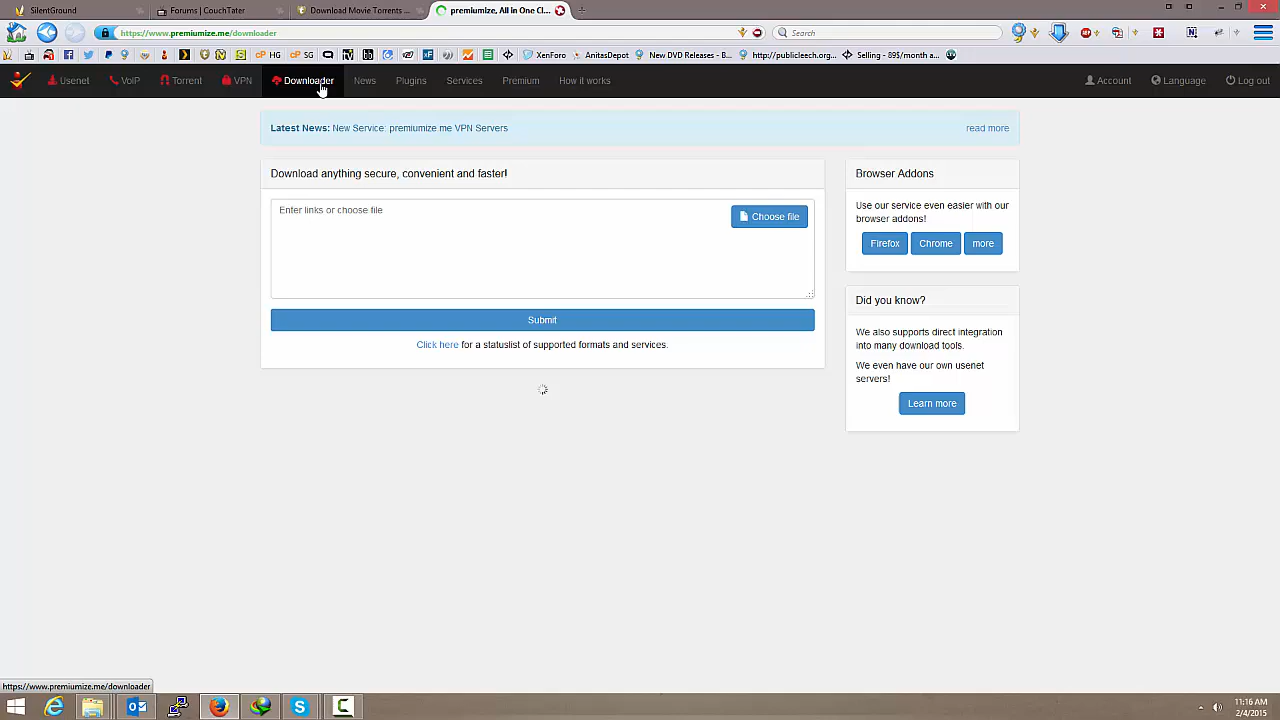 SilentGround
Forums | CouchTater
Download Movie Torrents ...
premiumize, All in One Cl...
https://www.premiumize.me/downloader
Search
HG
SG
XenForo
AnitasDepot
New DVD Releases - B...
http://publicleech.org...
Selling - 895/month a...
Usenet
VoIP
Torrent
VPN
Downloader
News
Plugins
Services
Premium
How it works
Account
Language
Log out
Latest News: New Service: premiumize me VPN Servers
read more
Download anything secure, convenient and faster!
Enter links or choose file
Choose file
Submit
Click here for a statuslist of supported formats and services.
Browser Addons
Use our service even easier with our
browser addons!
Firefox
Chrome
more
Did you know?
We also supports direct integration
into many download tools.
We even have our own usenet
servers!
Learn more
https://www.premiumize.me/downloader
11:16 AM
2/4/2015